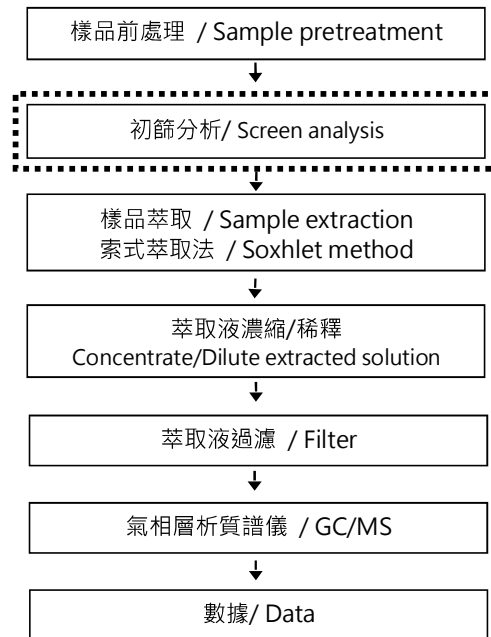 樣品前處理 / Sample pretreatment
初篩分析/ Screen analysis
樣品萃取 / Sample extraction
索式萃取法 / Soxhlet method
萃取液濃縮/稀釋
Concentrate/Dilute extracted solution
萃取液過濾 / Filter
氣相層析質譜儀 / GC/MS
數據/ Data